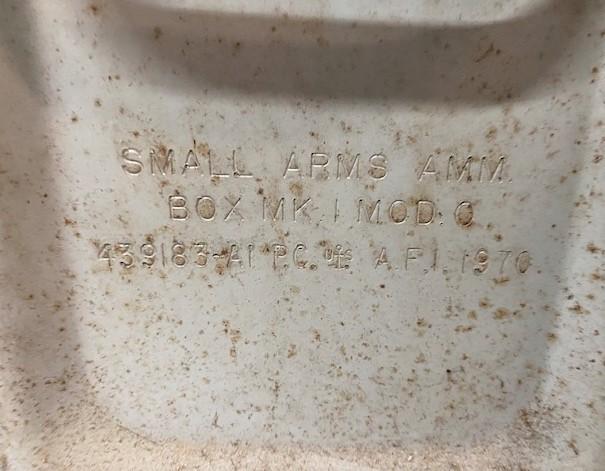 SMALL ARMS AMM.
BOX MK. I MOD. 0
439183-A1 P.C. A.F.I. 1970